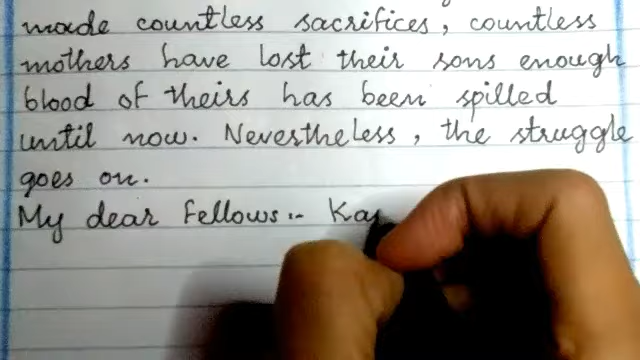 made countless sacrifices, countless
mothers have lost their sons enough
blood of theirs has been spilled
until now. Nevertheless, the struggle
goes on.
My dear Fellows:- Ka